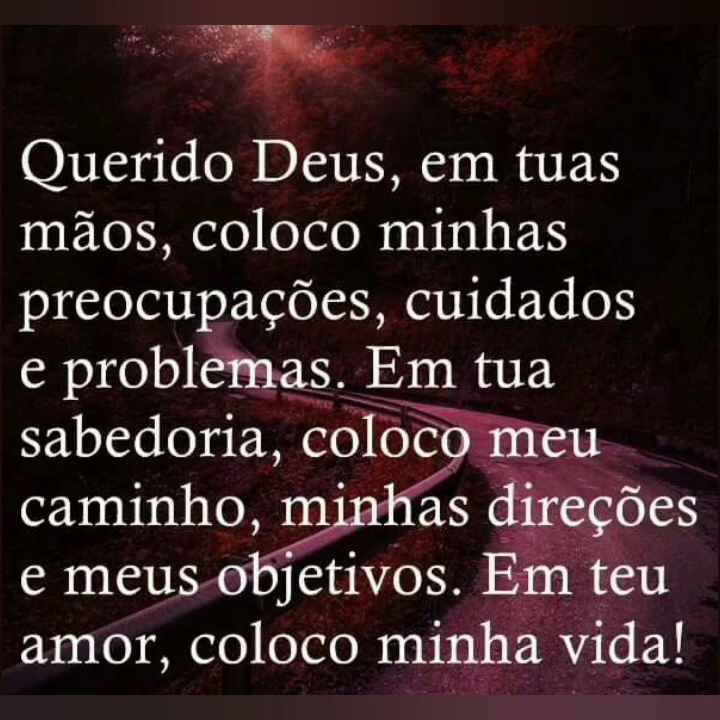 Querido Deus, em tuas
mãos, coloco minhas
preocupações, cuidados
e problemas. Em tua
sabedoria, coloco meu
caminho, minhas direções
e meus objetivos. Em teu
amor, coloco minha vida!